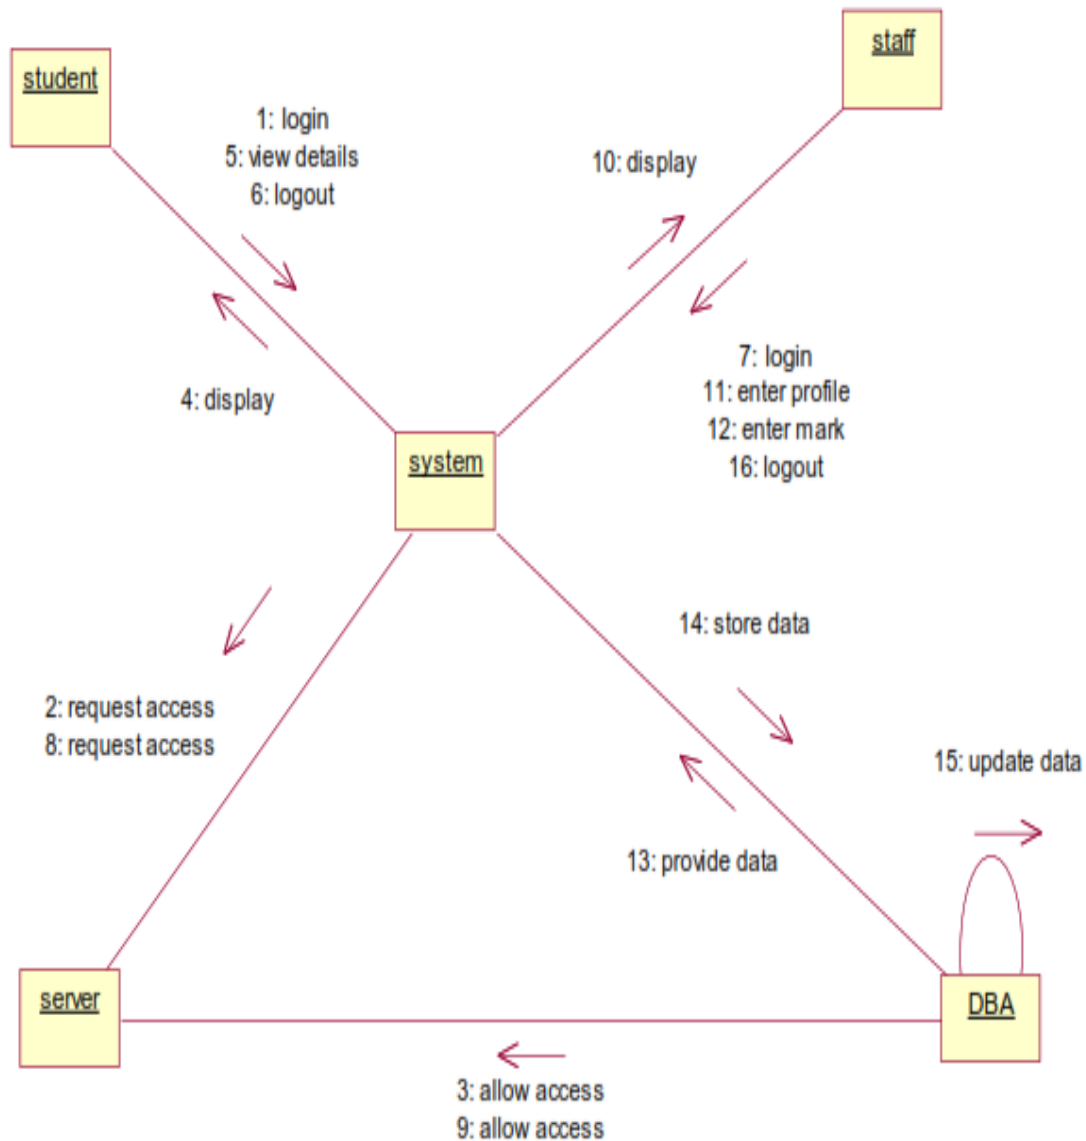 staff
student
1: login
5: view details
6: logout
10: display
7: login
11: enter profile
12: enter mark
16: logout
4: display
system
14: store data
2: request access
8: request access
15: update data
13: provide data
server
DBA
3: allow access
9: allow access